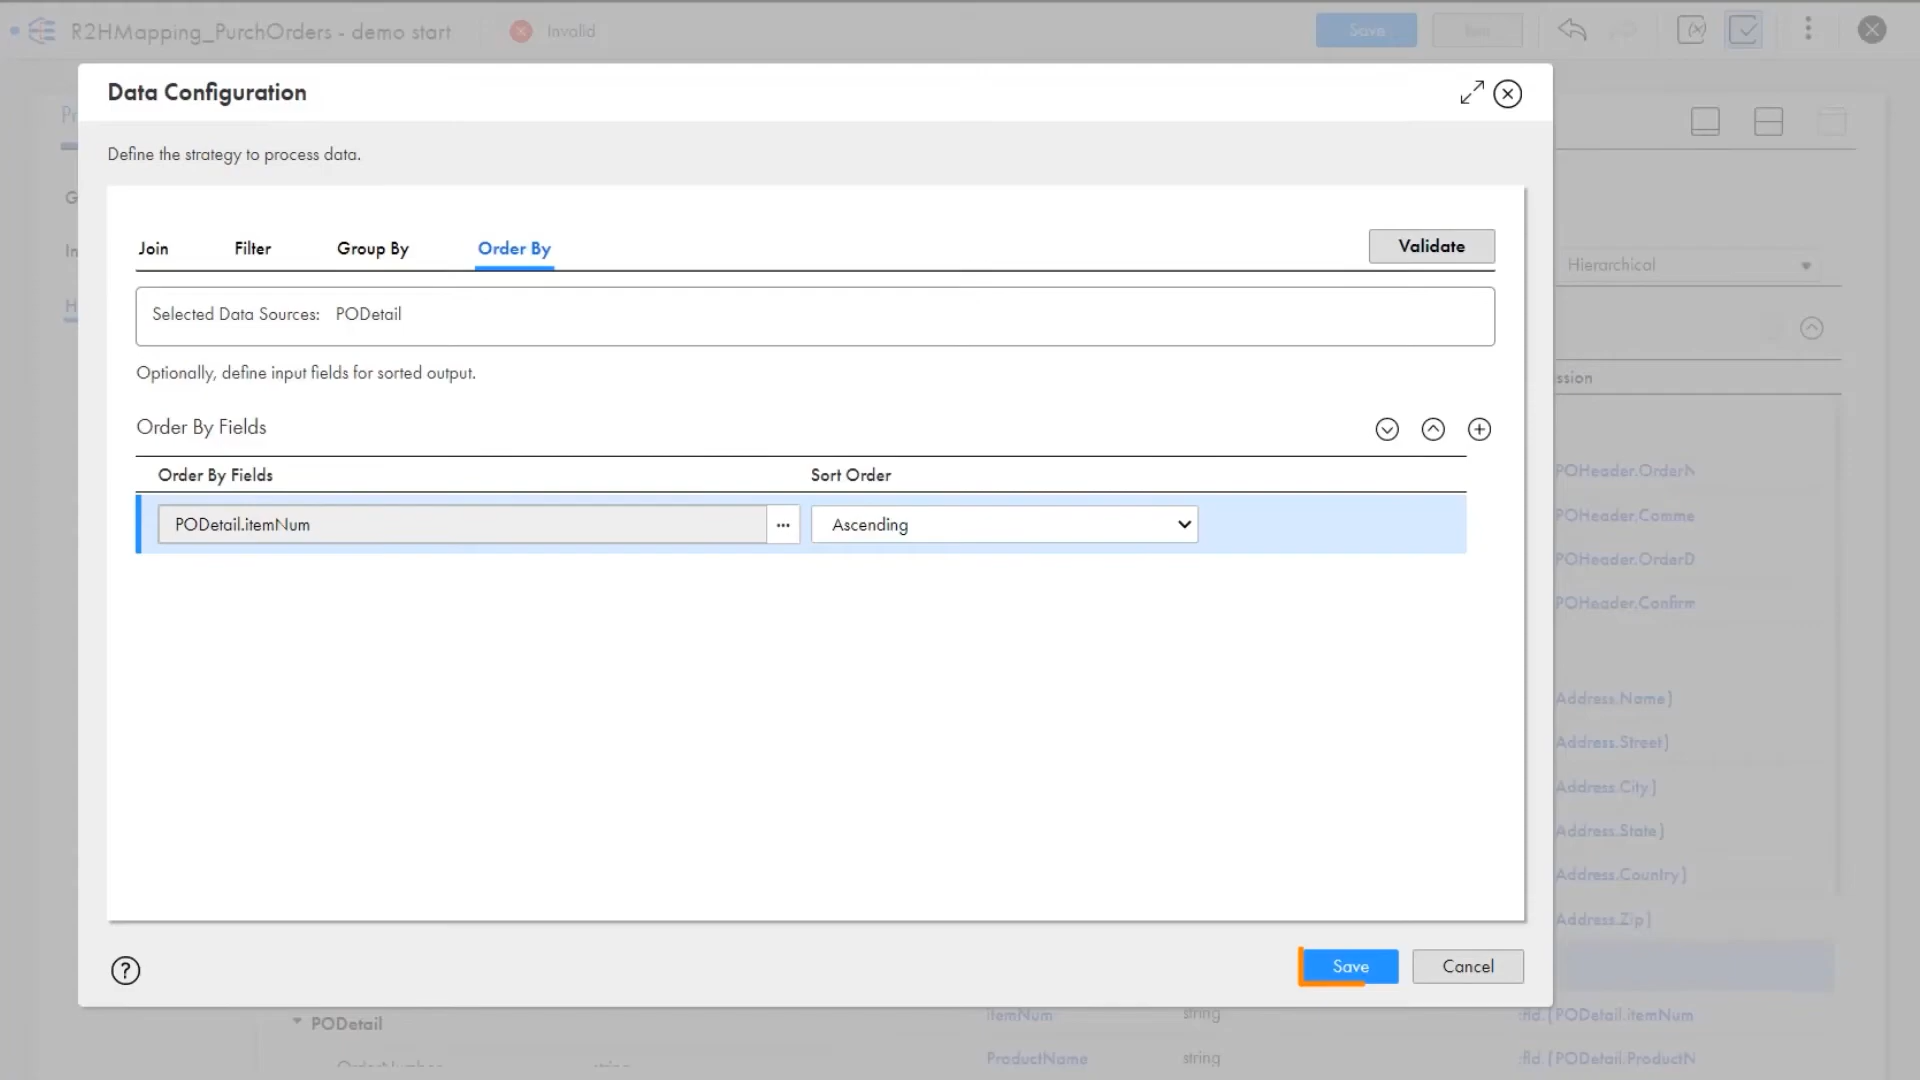 R2HMapping_PurchOrders - demo start
Invalid
Save
Data Configuration
Define the strategy to process data.
Join
Filter
Group By
Order By
Validate
Hierarchical
Selected Data Sources: PODetail
Optionally, define input fields for sorted output.
ssion
Order By Fields
Order By Fields
Sort Order
POHeader.OrderN
PODetail.itemNum
...
Ascending
POHeader.Comme
POHeader.OrderD
POHeader.Confirm
Address.Name}
Address.Street}
Address.City}
Address.State}
Address.Country}
Address.Zip}
?
Save
Cancel
PODetail
itemNum
string
:fld.{PODetail.itemNum
OrderNumber
string
ProductName
string
:fld.{PODetail.ProductN